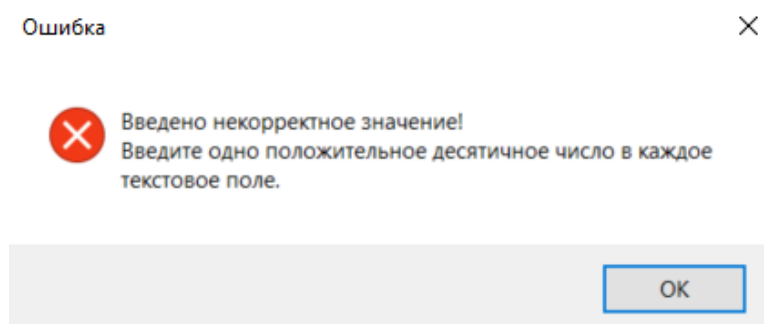 Ошибка
Введено некорректное значение!
Введите одно положительное десятичное число в каждое
текстовое поле.
OK